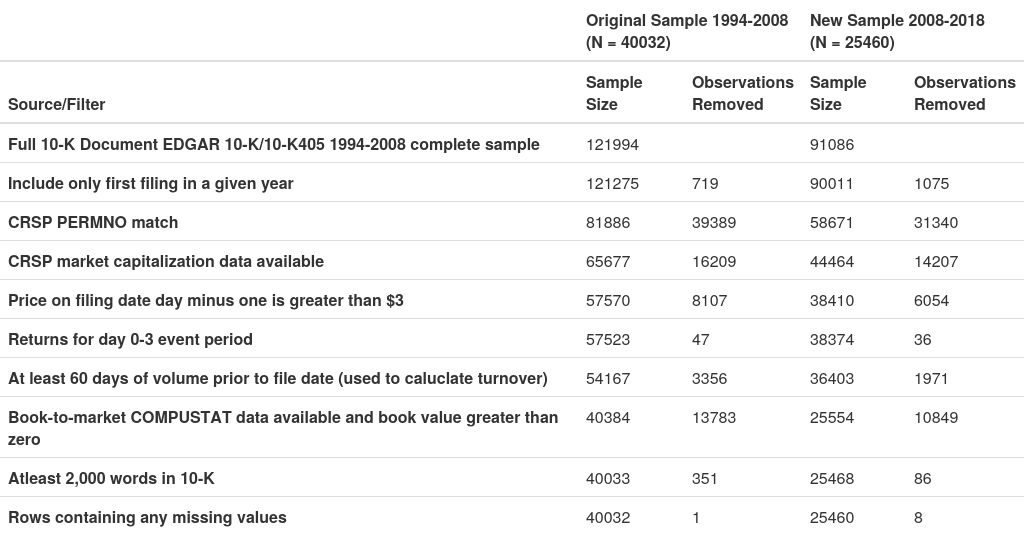 Original Sample 1994-2008 New Sample 2008-2018
(N = 40032) (N = 25460)
Sample Observations Sample Observations
Source/Filter Size Removed Size Removed
Full 10-K Document EDGAR 10-K/10-K405 1994-2008 complete sample 121994 91086
Include only first filing in a given year 121275 719 90011 1075
CRSP PERMNO match 81886 39389 58671 31340
CRSP market capitalization data available 65677 16209 44464 14207
Price on filing date day minus one is greater than $3 57570 8107 38410 6054
Returns for day 0-3 event period 57523 47 38374 36
At least 60 days of volume prior to file date (used to caluclate turnover) 54167 3356 36403 1971
Book-to-market COMPUSTAT data available and book value greater than 40384 13783 25554 10849
zero
Atleast 2,000 words in 10-K 40033 351 25468 86
Rows containing any missing values 40032 1 25460 8